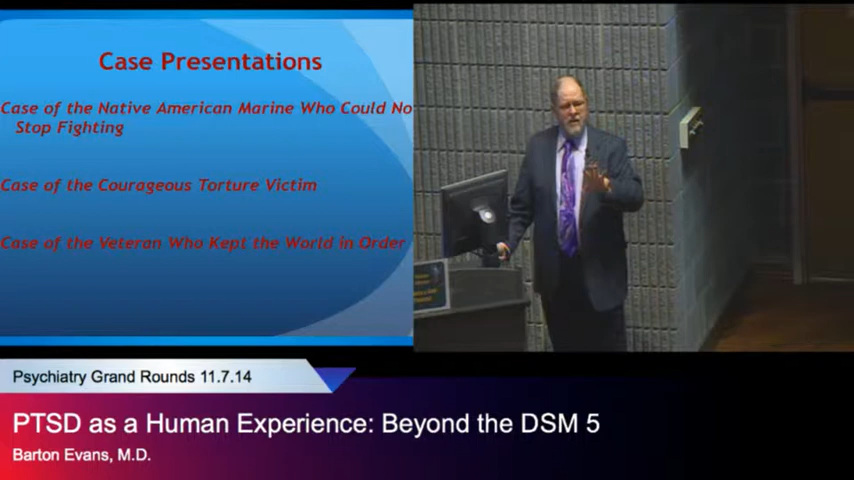 Case Presentations
Case of the Native American Marine Who Could No
Stop Fighting
Case of the Courageous Torture Victim
Case of the Veteran Who Kept the World in Order
Psychiatry Grand Rounds 11.7.14
PTSD as a Human Experience: Beyond the DSM 5
Barton Evans, M.D.